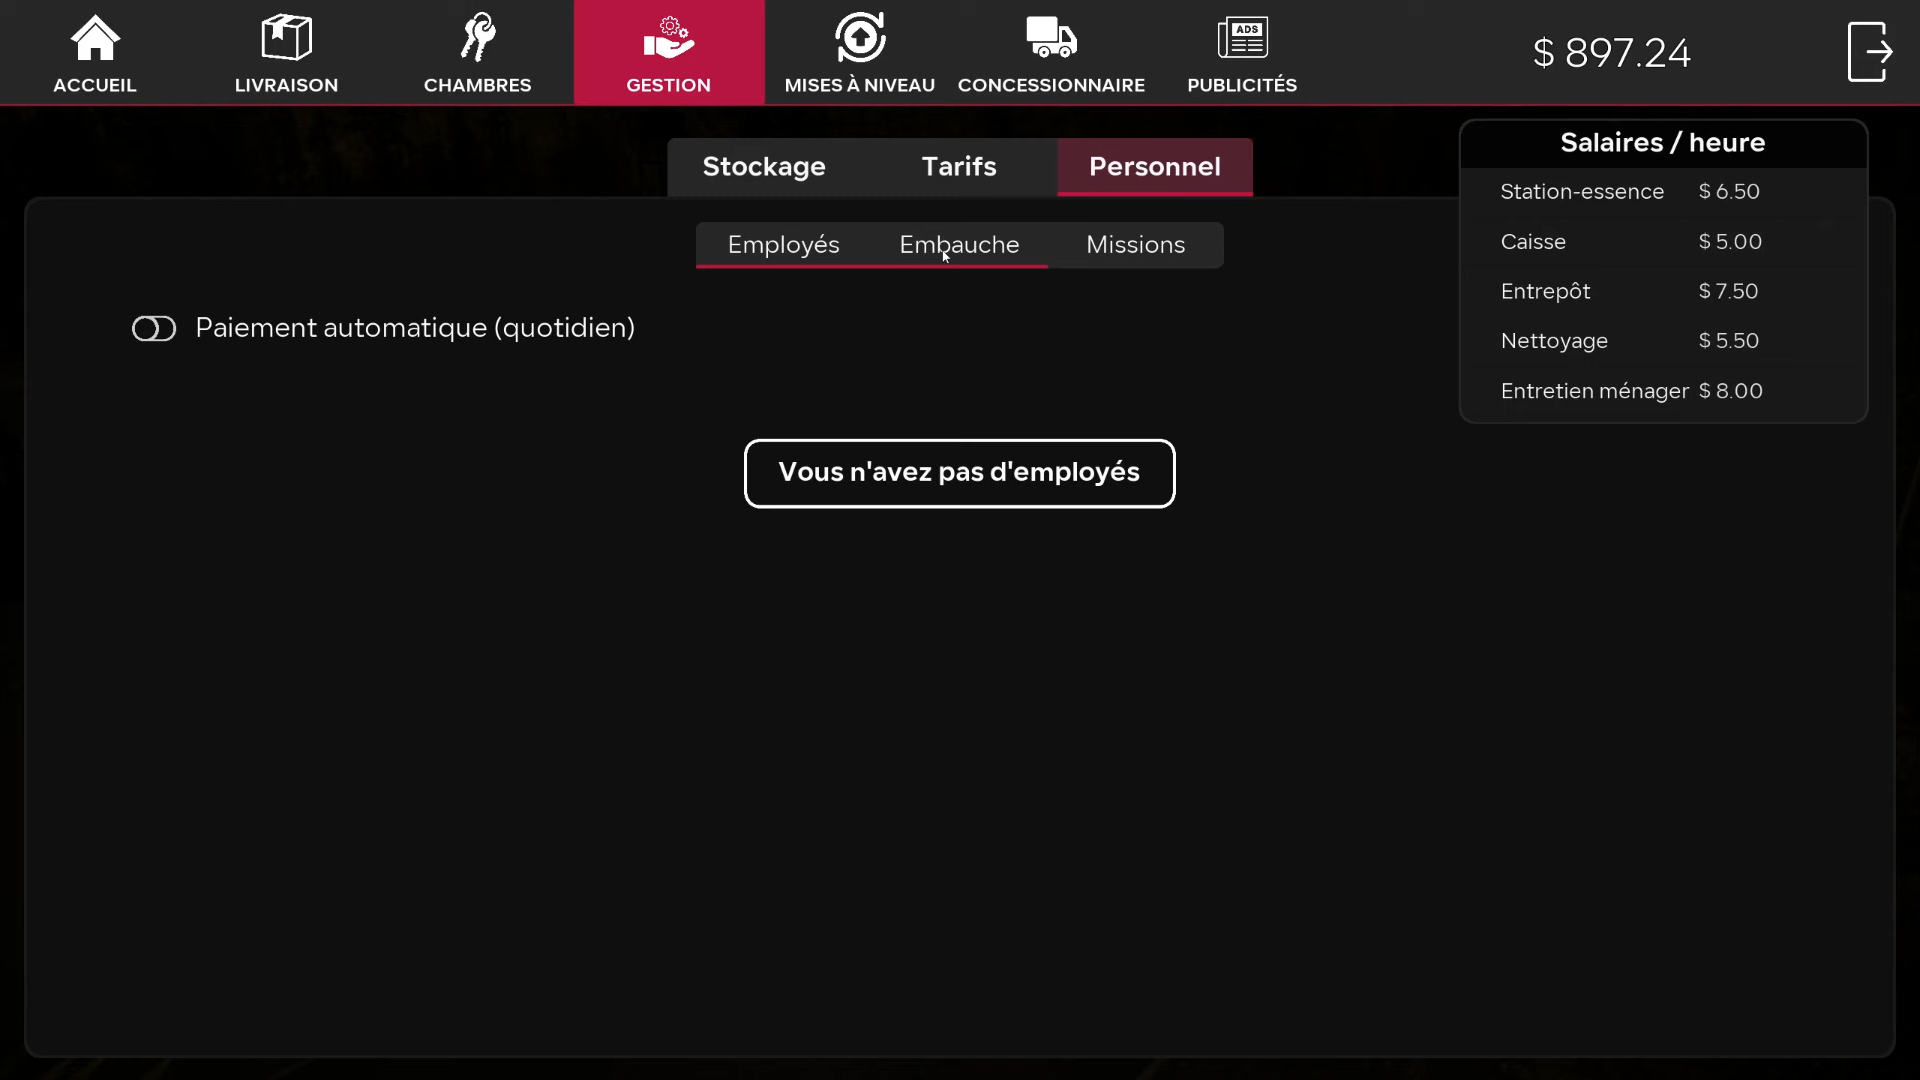 ACCUEIL
LIVRAISON
CHAMBRES
GESTION
MISES À NIVEAU
CONCESSIONNAIRE
ADS
PUBLICITÉS
$ 897.24
Stockage
Tarifs
Personnel
Employés
Embauche
Missions
Salaires / heure
Station-essence $ 6.50
Caisse $ 5.00
Entrepôt $ 7.50
Nettoyage $ 5.50
Entretien ménager $ 8.00
Paiement automatique (quotidien)
Vous n'avez pas d'employés